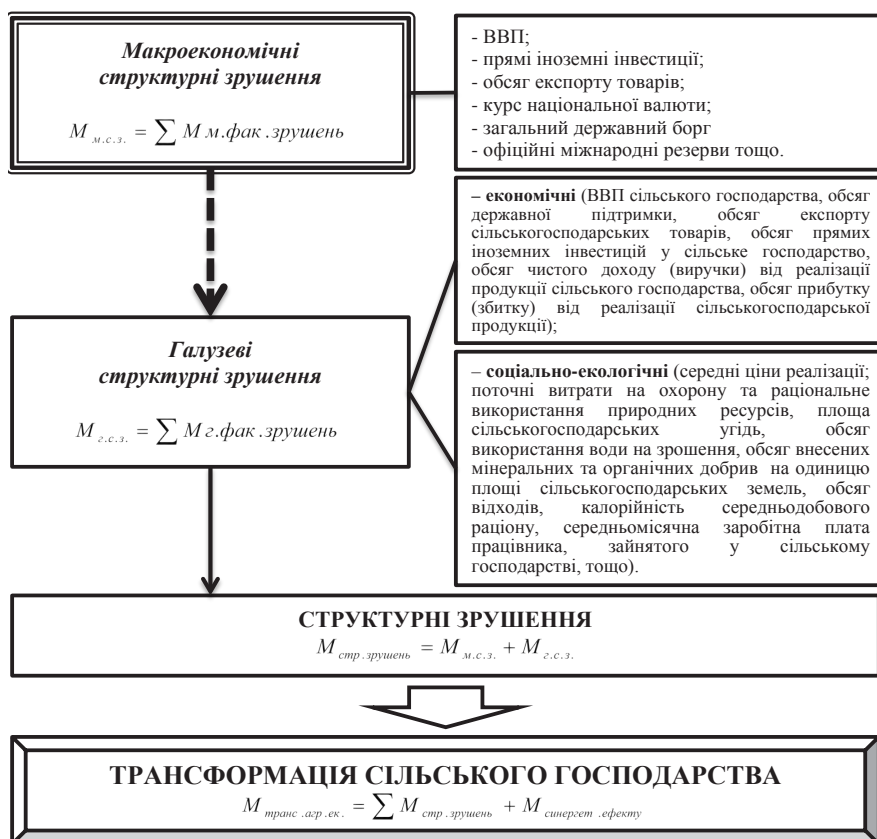 Макроекономічні
структурні зрушення
M м.с.з. = ∑ M м.фак.зрушень
- ВВП;
- прямі іноземні інвестиції;
- обсяг експорту товарів;
- курс національної валюти;
- загальний державний борг
- офіційні міжнародні резерви тощо.
– економічні (ВВП сільського господарства, обсяг
державної підтримки, обсяг експорту
сільськогосподарських товарів, обсяг прямих
іноземних інвестицій у сільське господарство,
обсяг чистого доходу (виручки) від реалізації
продукції сільського господарства, обсяг прибутку
(збитку) від реалізації сільськогосподарської
продукції);
Галузеві
структурні зрушення
M г.с.з. = ∑ M г.фак.зрушень
– соціально-екологічні (середні ціни реалізації;
поточні витрати на охорону та раціональне
використання природних ресурсів, площа
сільськогосподарських угідь, обсяг
використання води на зрошення, обсяг внесених
мінеральних та органічних добрив на одиницю
площі сільськогосподарських земель, обсяг
відходів, калорійність середньодобового
раціону, середньомісячна заробітна плата
працівника, зайнятого у сільському
господарстві, тощо).
СТРУКТУРНІ ЗРУШЕННЯ
M стр.зрушень = M м.с.з. + M г.с.з.
ТРАНСФОРМАЦІЯ СІЛЬСЬКОГО ГОСПОДАРСТВА
M транс.агр.ек. = ∑ M стр.зрушень + M синергет.ефекту